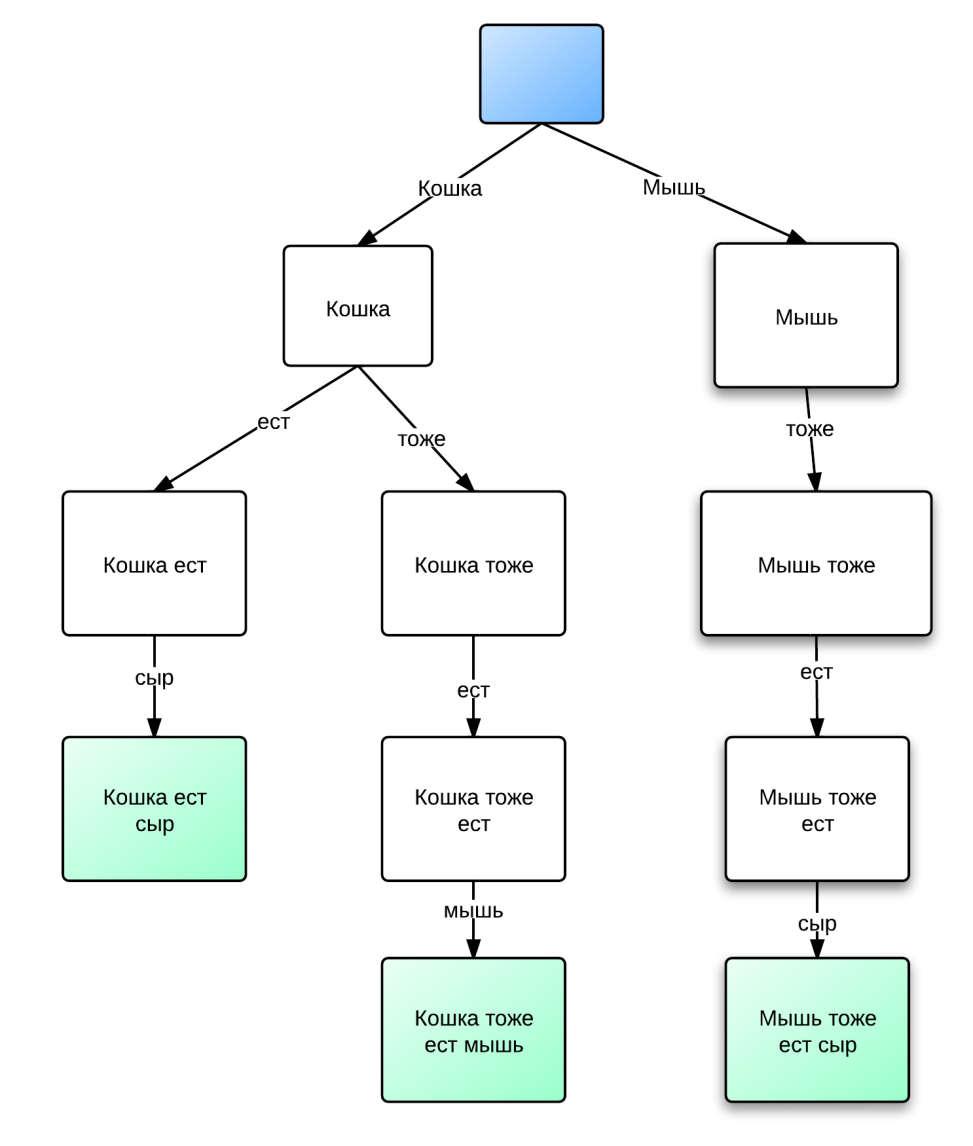 Кошка
Мышь
Кошка
Мышь
ест
тоже
тоже
Кошка ест
Кошка тоже
Мышь тоже
сыр
ест
ест
Кошка ест
сыр
Кошка тоже
ест
Мышь тоже
ест
мышь
сыр
Кошка тоже
ест мышь
Мышь тоже
ест сыр